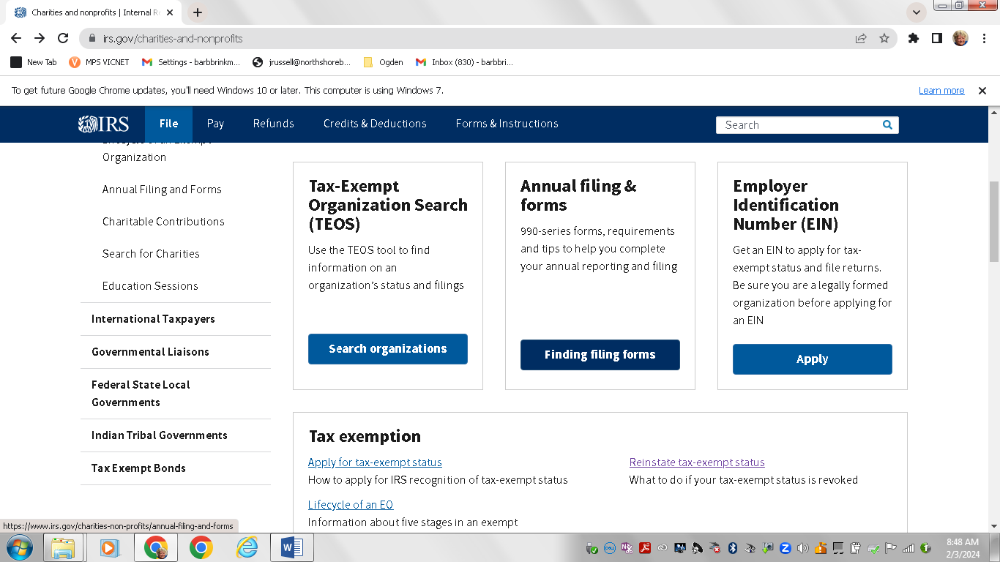 Charities and nonprofits | Internal R
irs.gov/charities-and-nonprofits
New Tab
MPS VICNET
Settings - barbbrinkm...
jrussell@northshoreb...
Ogden
Inbox (830) - barbbri...
To get future Google Chrome updates, you'll need Windows 10 or later. This computer is using Windows 7.
Learn more
IRS
File
Pay
Refunds
Credits & Deductions
Forms & Instructions
Search
Lifecycle of an Exempt
Organization
Annual Filing and Forms
Charitable Contributions
Search for Charities
Education Sessions
International Taxpayers
Governmental Liaisons
Federal State Local
Governments
Indian Tribal Governments
Tax Exempt Bonds
Tax-Exempt
Organization Search
(TEOS)
Use the TEOS tool to find
information on an
organization’s status and filings
Search organizations
Annual filing &
forms
990-series forms, requirements
and tips to help you complete
your annual reporting and filing
Finding filing forms
Employer
Identification
Number (EIN)
Get an EIN to apply for tax-
exempt status and file returns.
Be sure you are a legally formed
organization before applying for
an EIN
Apply
Tax exemption
Apply for tax-exempt status
How to apply for IRS recognition of tax-exempt status
Reinstate tax-exempt status
What to do if your tax-exempt status is revoked
Lifecycle of an EO
Information about five stages in an exempt
https://www.irs.gov/charities-non-profits/annual-filing-and-forms
8:48 AM
2/3/2024